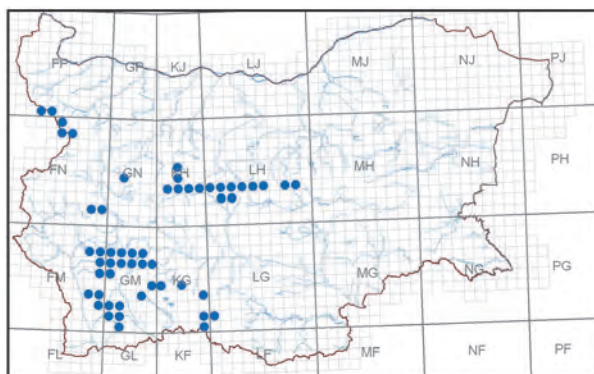 FP GP KJ LJ MJ NJ PJ
FN GN KH LH MH NH PH
FM GM KG LG MG NG PG
FL GL KF LF MF NF PF